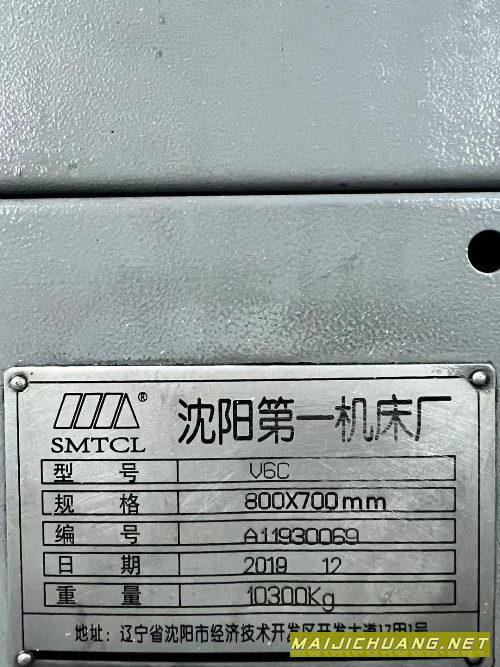 SMTCL ® 沈阳第一机床厂
型号 V6C
规格 800X700mm
编号 A11930069
日期 2019 12
重量 10300Kg
地址: 辽宁省沈阳市经济技术开发区开发大道17甲1号
MAIJICHUANG.NET